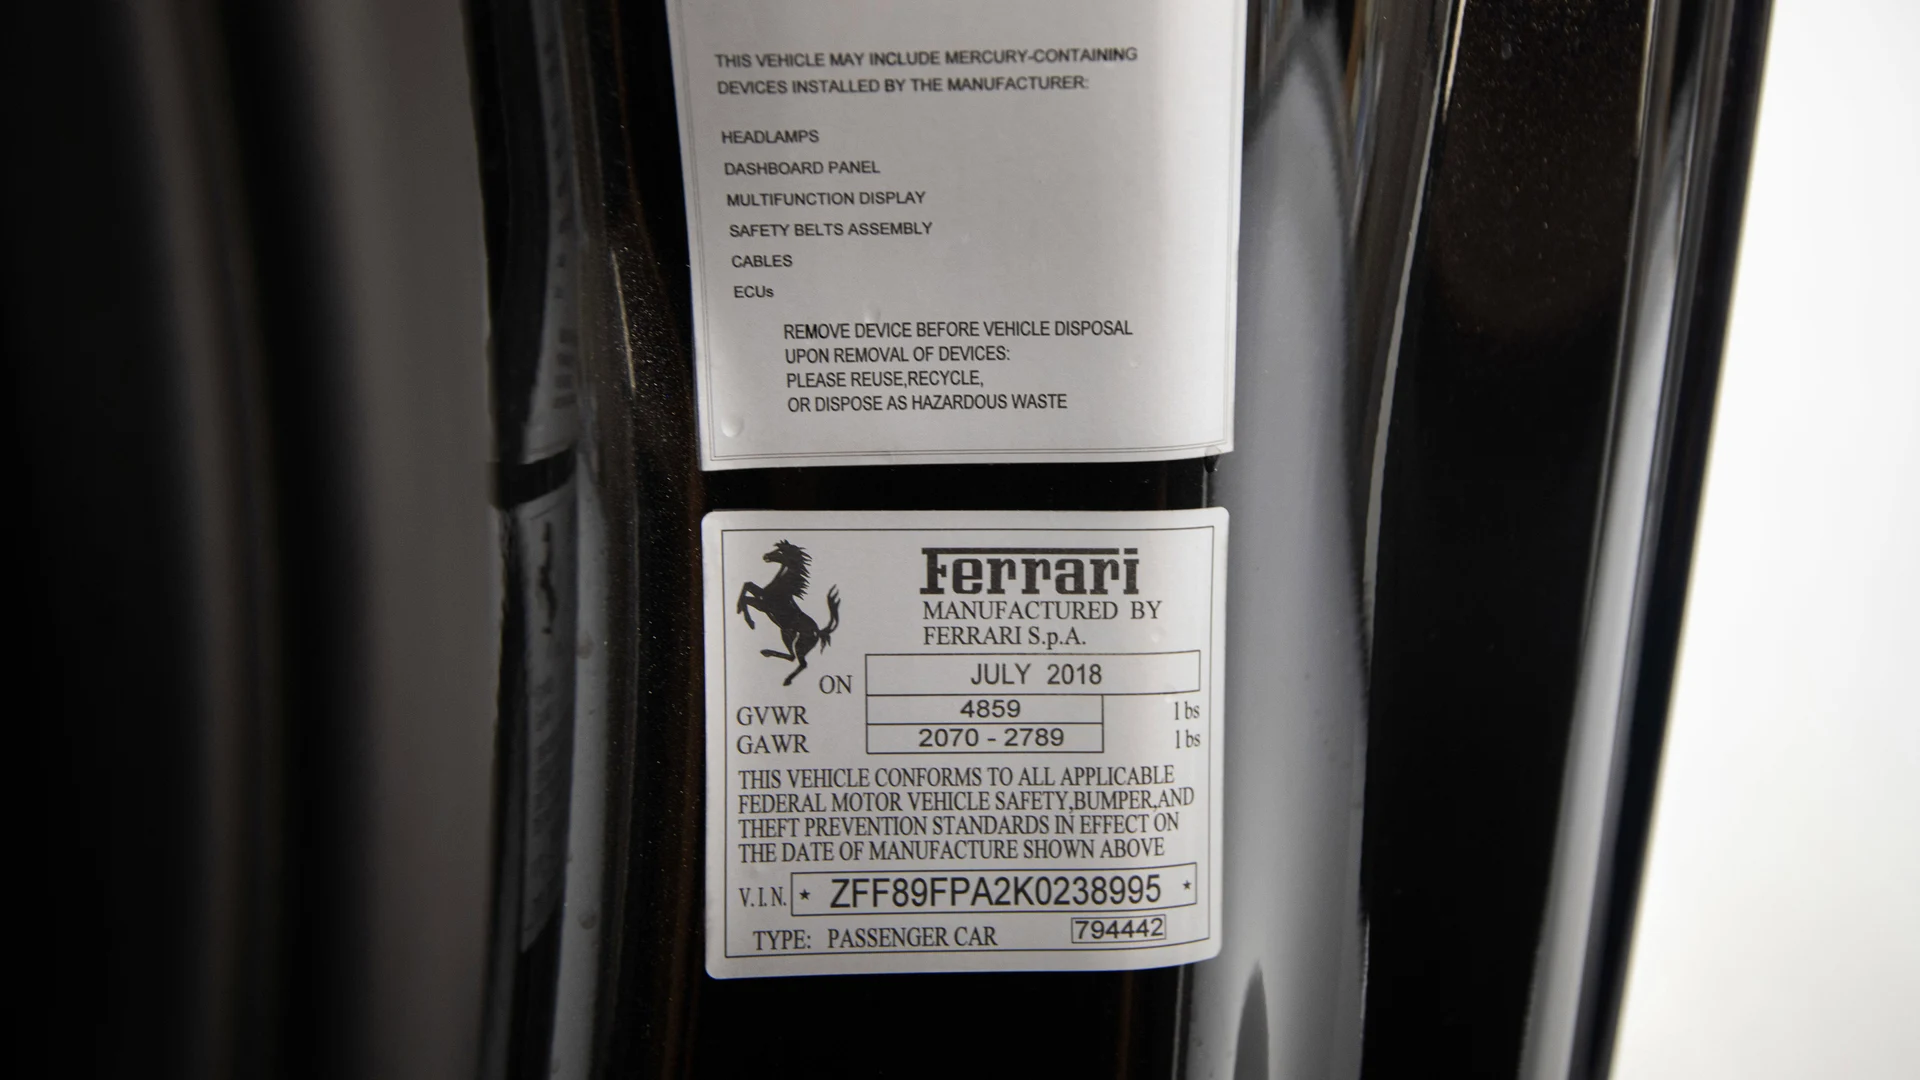 THIS VEHICLE MAY INCLUDE MERCURY-CONTAINING
DEVICES INSTALLED BY THE MANUFACTURER:
HEADLAMPS
DASHBOARD PANEL
MULTIFUNCTION DISPLAY
SAFETY BELTS ASSEMBLY
CABLES
ECUs
REMOVE DEVICE BEFORE VEHICLE DISPOSAL
UPON REMOVAL OF DEVICES:
PLEASE REUSE,RECYCLE,
OR DISPOSE AS HAZARDOUS WASTE
Ferrari
MANUFACTURED BY
FERRARI S.p.A.
ON JULY 2018
GVWR 4859 lbs
GAWR 2070 - 2789 lbs
THIS VEHICLE CONFORMS TO ALL APPLICABLE
FEDERAL MOTOR VEHICLE SAFETY,BUMPER,AND
THEFT PREVENTION STANDARDS IN EFFECT ON
THE DATE OF MANUFACTURE SHOWN ABOVE
V.I.N. * ZFF89FPA2K0238995 *
TYPE: PASSENGER CAR 794442